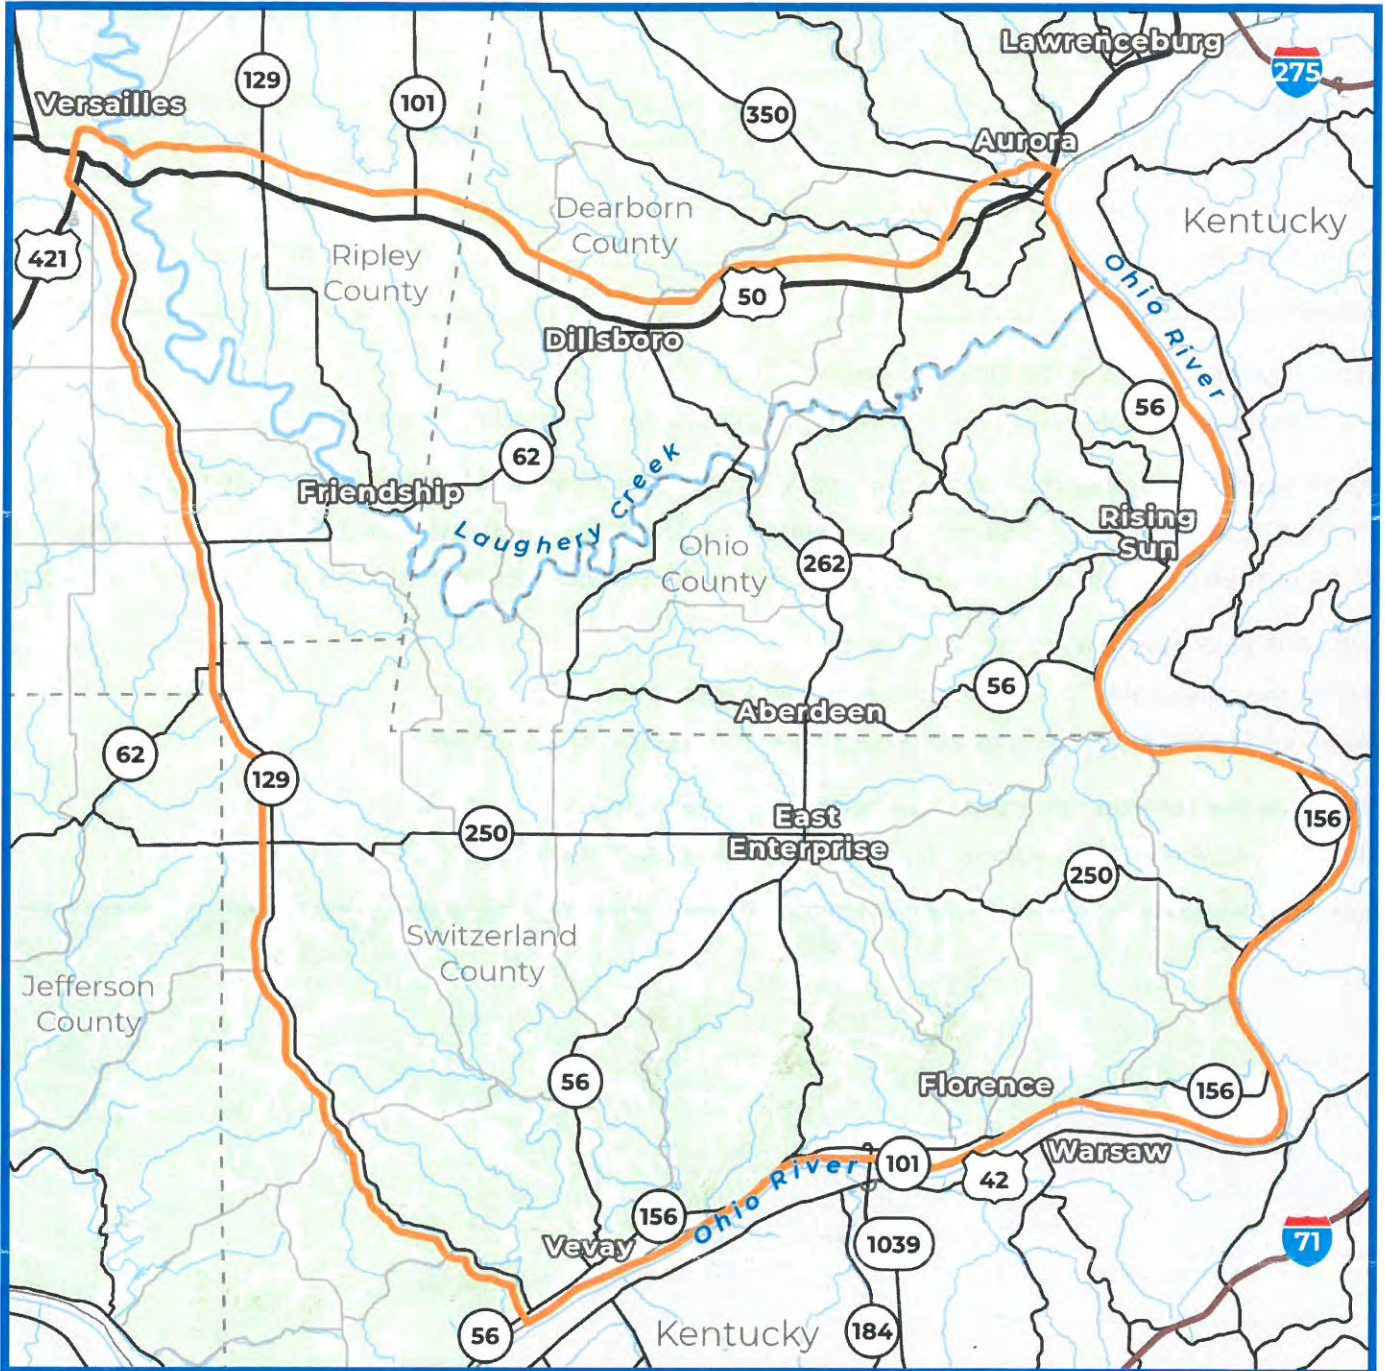 Lawrenceburg
275
129
101
Versailles
350
Aurora
Dearborn
County
Kentucky
421
Ripley
County
50
Ohio River
Dillsboro
56
62
Friendship
Laughery Creek
Rising
Sun
Ohio
County
262
56
Aberdeen
62
129
156
East
Enterprise
250
250
Switzerland
County
Jefferson
County
56
Florence
156
Warsaw
101
42
Ohio River
156
Vevay
1039
71
56
Kentucky
184